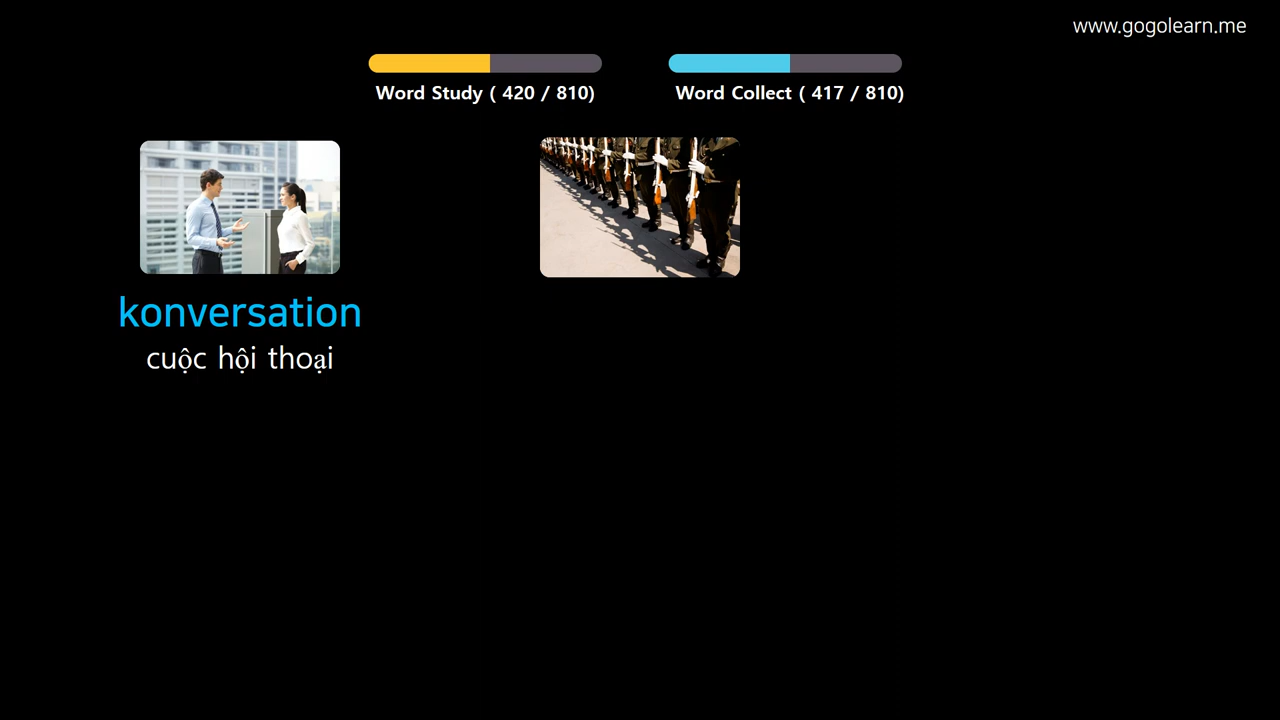 www.gogolearn.me
Word Study ( 420 / 810)
Word Collect ( 417 / 810)
konversation
cuộc hội thoại